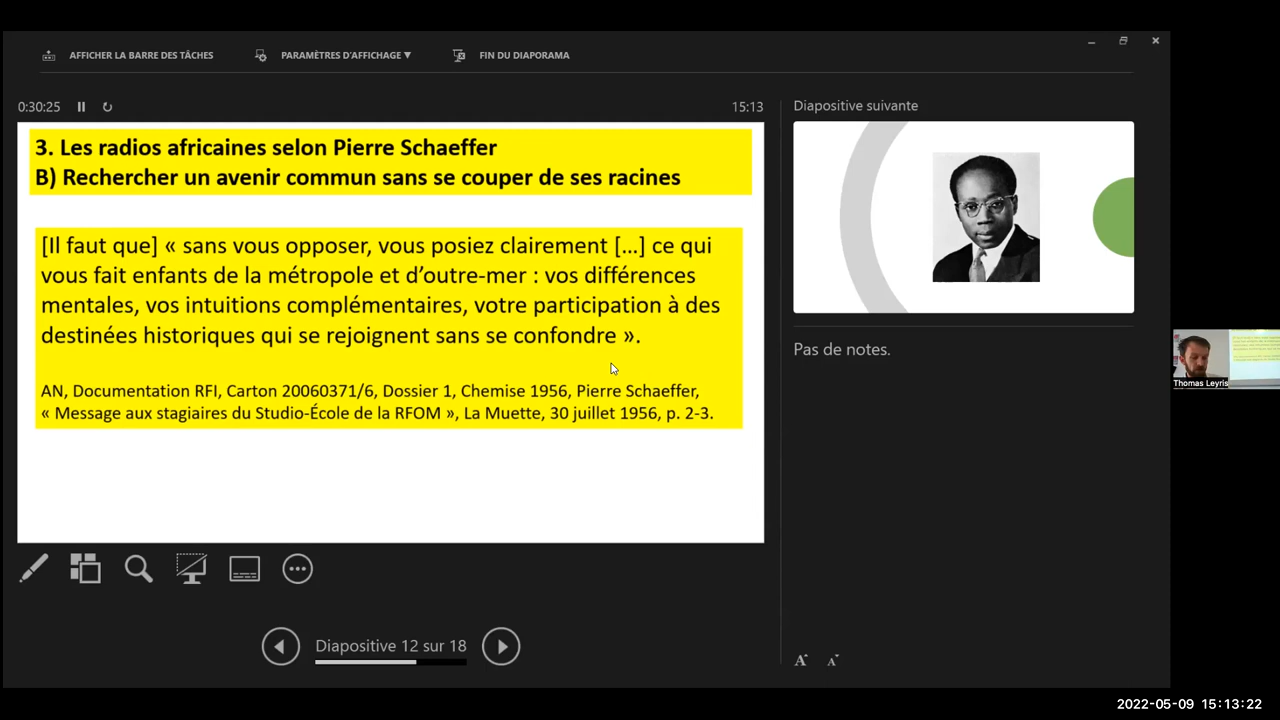 AFFICHER LA BARRE DES TÂCHES
PARAMÈTRES D'AFFICHAGE ▼
FIN DU DIAPORAMA
0:30:25
15:13
3. Les radios africaines selon Pierre Schaeffer
B) Rechercher un avenir commun sans se couper de ses racines
[Il faut que] « sans vous opposer, vous posiez clairement […] ce qui
vous fait enfants de la métropole et d’outre-mer : vos différences
mentales, vos intuitions complémentaires, votre participation à des
destinées historiques qui se rejoignent sans se confondre ».
AN, Documentation RFI, Carton 20060371/6, Dossier 1, Chemise 1956, Pierre Schaeffer,
« Message aux stagiaires du Studio-École de la RFOM », La Muette, 30 juillet 1956, p. 2-3.
Diapositive 12 sur 18
Diapositive suivante
Pas de notes.
A A
Thomas Leyris
2022-05-09 15:13:22